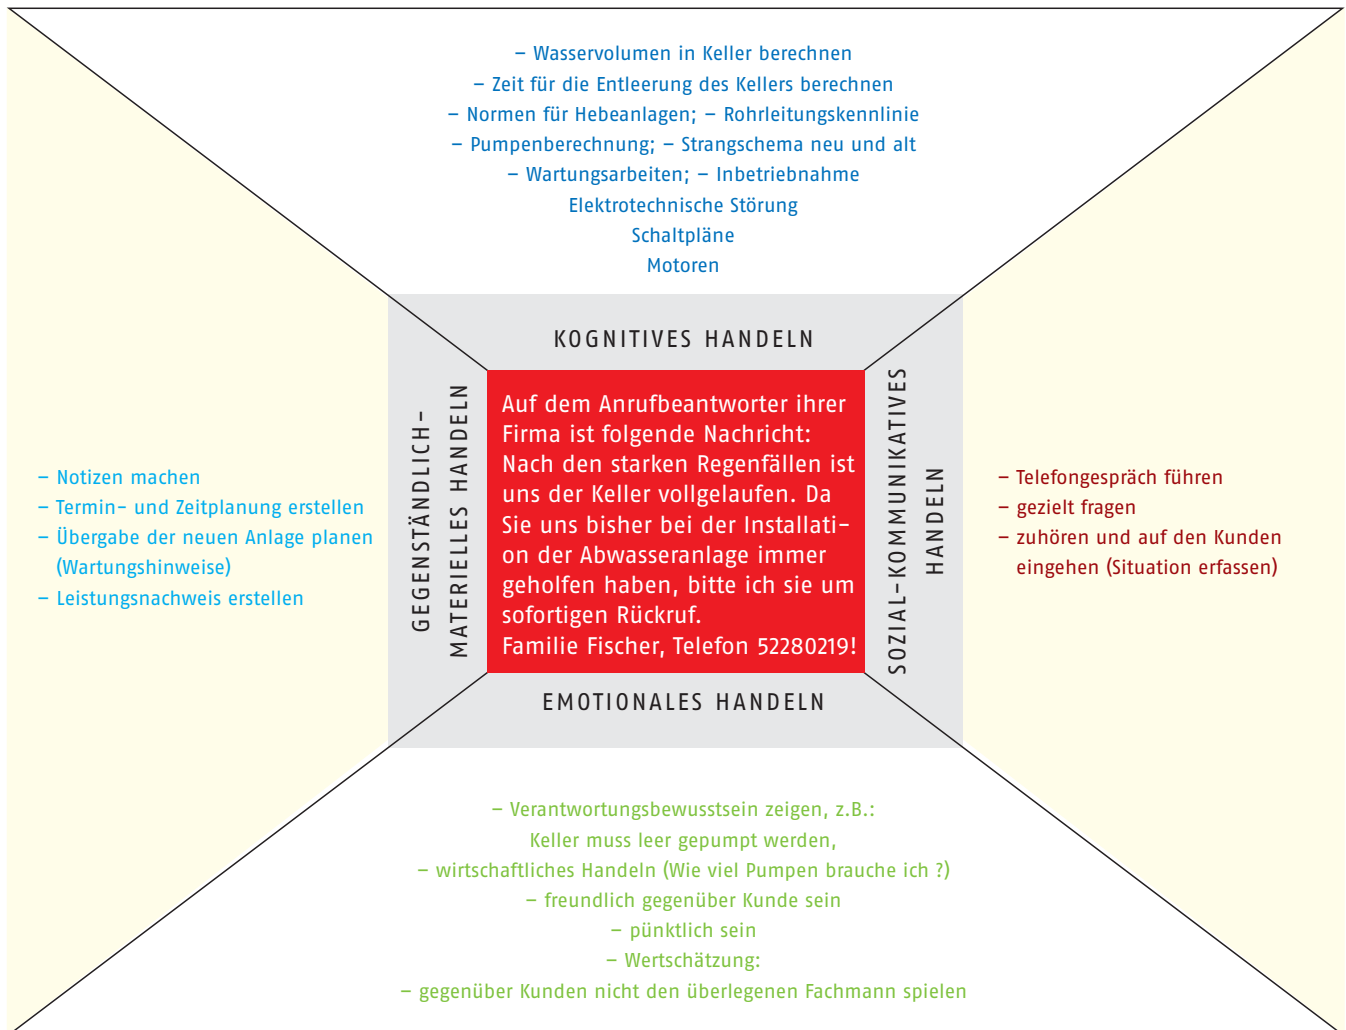 – Wasservolumen in Keller berechnen
– Zeit für die Entleerung des Kellers berechnen
– Normen für Hebeanlagen; – Rohrleitungskennlinie
– Pumpenberechnung; – Strangschema neu und alt
– Wartungsarbeiten; – Inbetriebnahme
Elektrotechnische Störung
Schaltpläne
Motoren
KOGNITIVES HANDELN
– Notizen machen
– Termin- und Zeitplanung erstellen
– Übergabe der neuen Anlage planen
(Wartungshinweise)
– Leistungsnachweis erstellen
GEGENSTÄNDLICH-
MATERIELLES HANDELN
Auf dem Anrufbeantworter ihrer
Firma ist folgende Nachricht:
Nach den starken Regenfällen ist
uns der Keller vollgelaufen. Da
Sie uns bisher bei der Installati-
on der Abwasseranlage immer
geholfen haben, bitte ich sie um
sofortigen Rückruf.
Familie Fischer, Telefon 52280219!
SOZIAL-KOMMUNIKATIVES
HANDELN
– Telefongespräch führen
– gezielt fragen
– zuhören und auf den Kunden
eingehen (Situation erfassen)
EMOTIONALES HANDELN
– Verantwortungsbewusstsein zeigen, z.B.:
Keller muss leer gepumpt werden,
– wirtschaftliches Handeln (Wie viel Pumpen brauche ich ?)
– freundlich gegenüber Kunde sein
– pünktlich sein
– Wertschätzung:
– gegenüber Kunden nicht den überlegenen Fachmann spielen